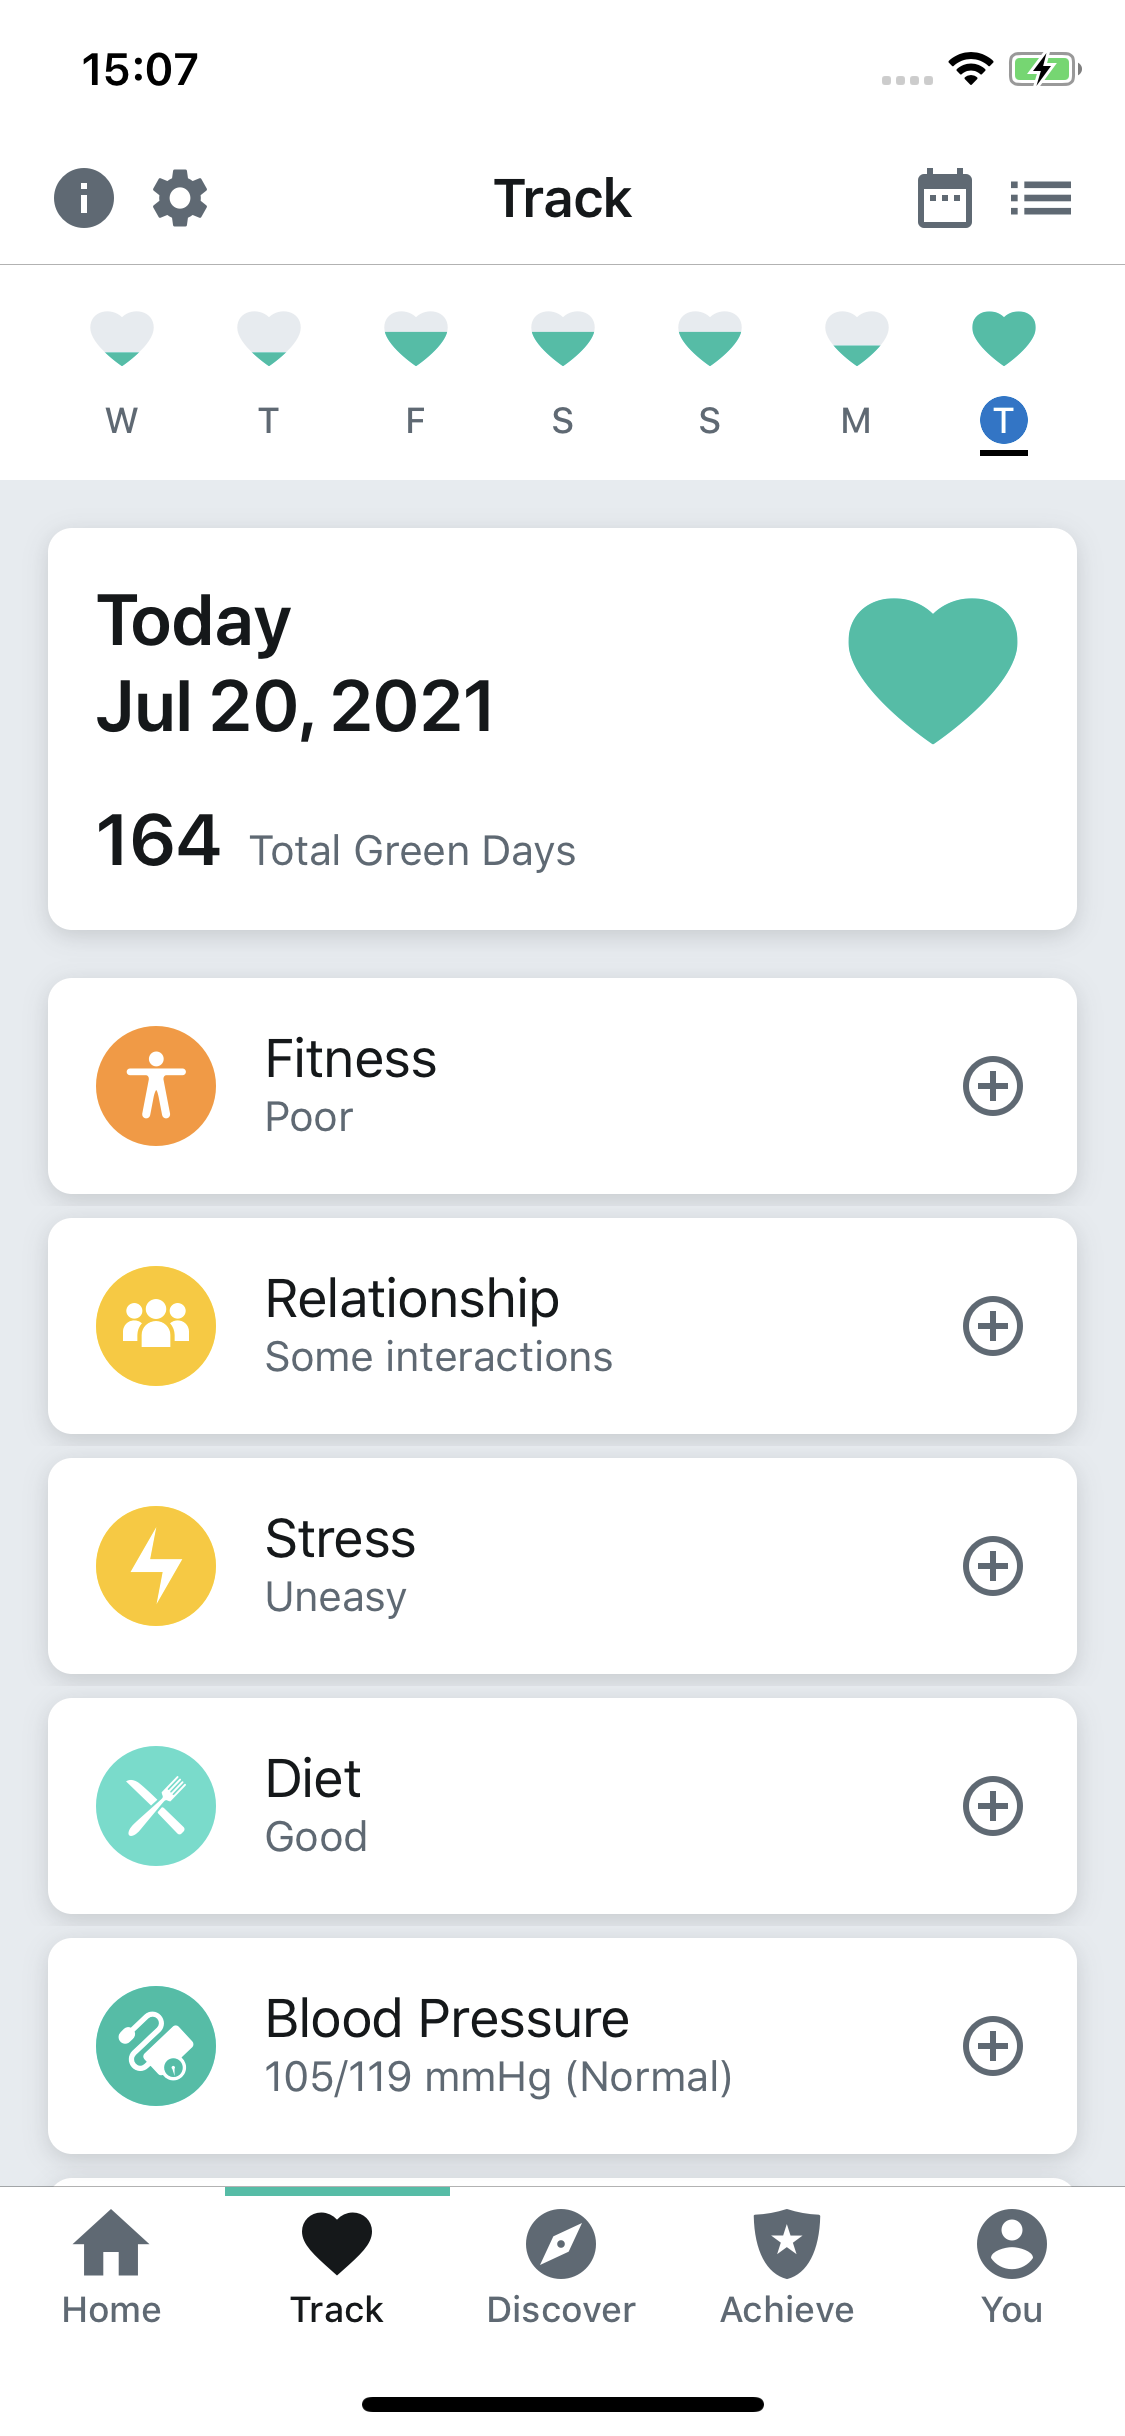 15:07
Track
W T F S S M T
Today
Jul 20, 2021
164 Total Green Days
Fitness
Poor
Relationship
Some interactions
Stress
Uneasy
Diet
Good
Blood Pressure
105/119 mmHg (Normal)
Home Track Discover Achieve You